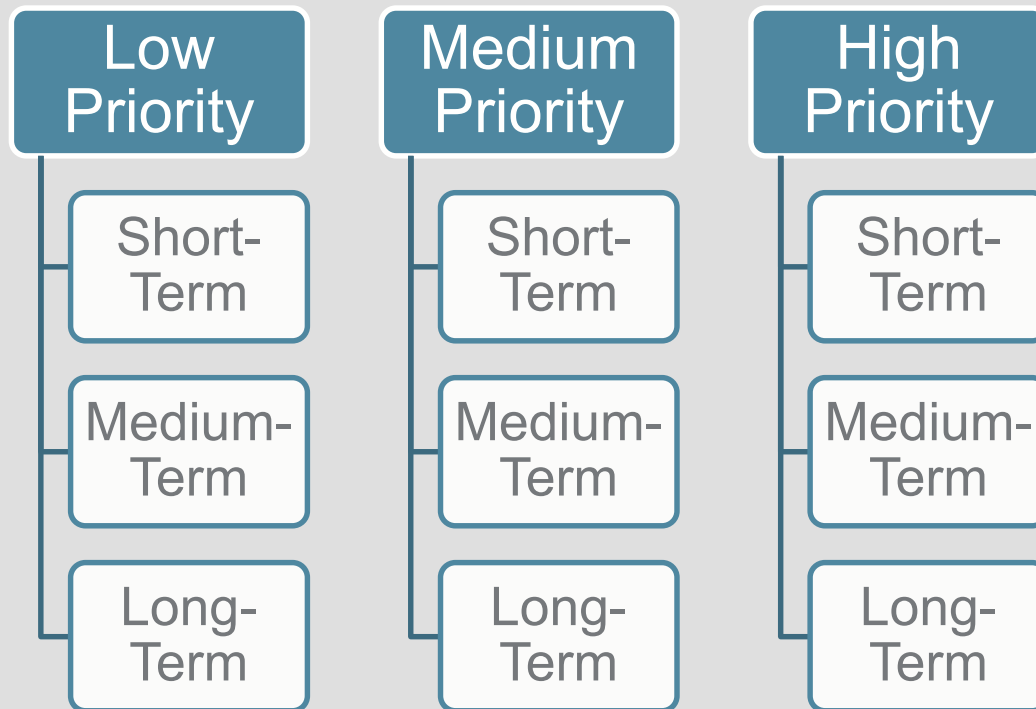 Low
Priority
Short-
Term
Medium-
Term
Long-
Term
Medium
Priority
Short-
Term
Medium-
Term
Long-
Term
High
Priority
Short-
Term
Medium-
Term
Long-
Term